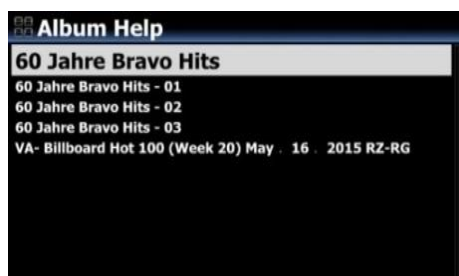 Album Help
60 Jahre Bravo Hits
60 Jahre Bravo Hits - 01
60 Jahre Bravo Hits - 02
60 Jahre Bravo Hits - 03
VA- Billboard Hot 100 (Week 20) May . 16 . 2015 RZ-RG